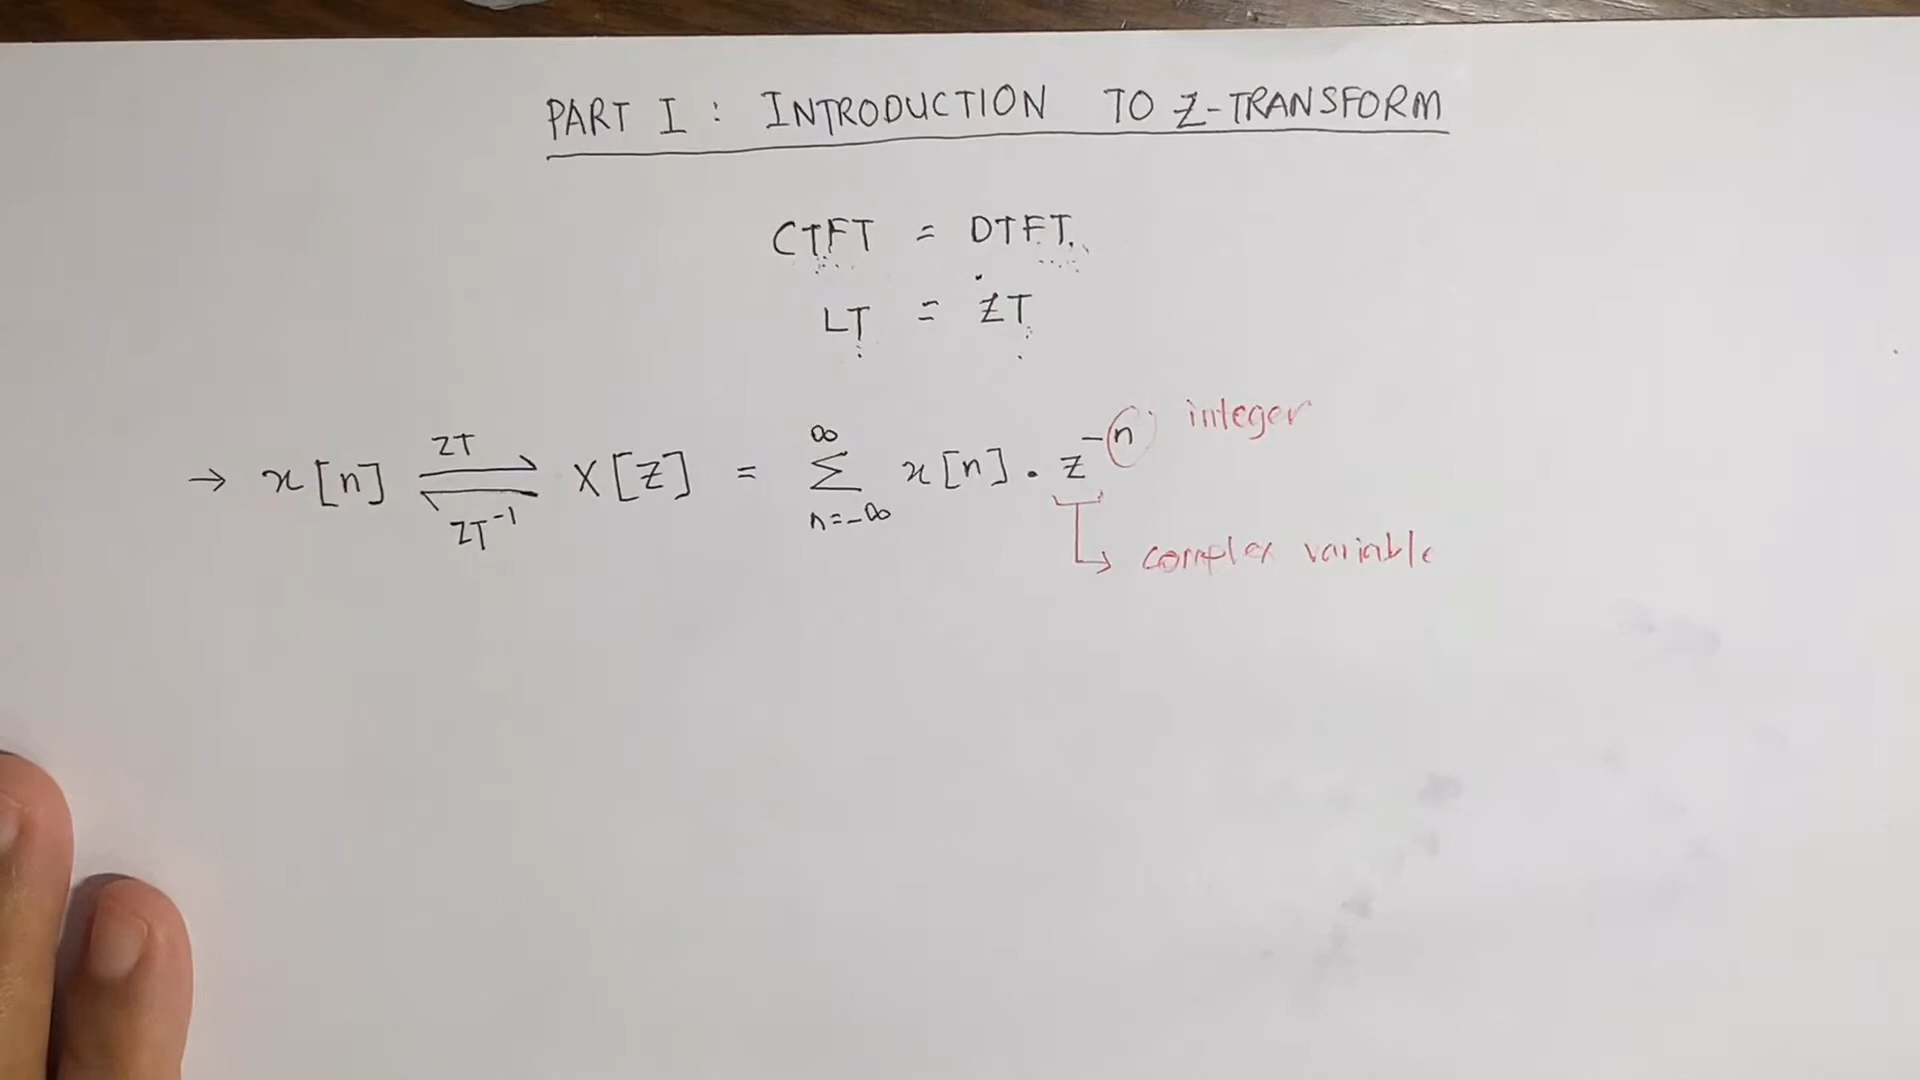 PART I : INTRODUCTION TO Z-TRANSFORM
CTFT = DTFT
LT = ZT
→ x[n] ⇌ X[Z] = ∑ x[n] · z^-n integer
ZT
ZT^-1
∞
n=-∞
complex variable